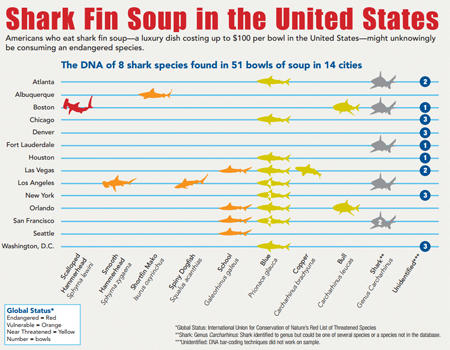 Shark Fin Soup in the United States
Americans who eat shark fin soup—a luxury dish costing up to $100 per bowl in the United States—might unknowingly
be consuming an endangered species.
The DNA of 8 shark species found in 51 bowls of soup in 14 cities
Atlanta 2
Albuquerque
Boston 1
Chicago 3
Denver 3
Fort Lauderdale 1
Houston 1
Las Vegas 2
Los Angeles
New York 3
Orlando
San Francisco 2
Seattle
Washington, D.C. 3
Scalloped
Hammerhead
Sphyrna lewini
Smooth
Hammerhead
Sphyrna zygaena
Shortfin Mako
Isurus oxyrinchus
Spiny Dogfish
Squalus acanthias
School
Galeorhinus galeus
Blue
Prionace glauca
Copper
Carcharhinus brachyurus
Bull
Carcharhinus leucas
Shark**
Genus Carcharhinus
Unidentified***
Global Status*
Endangered = Red
Vulnerable = Orange
Near Threatened = Yellow
Number = bowls
*Global Status: International Union for Conservation of Nature's Red List of Threatened Species
**Shark: Genus Carcharhinus: Shark identified to genus but could be one of several species or a species not in the database.
***Unidentified: DNA bar-coding techniques did not work on sample.